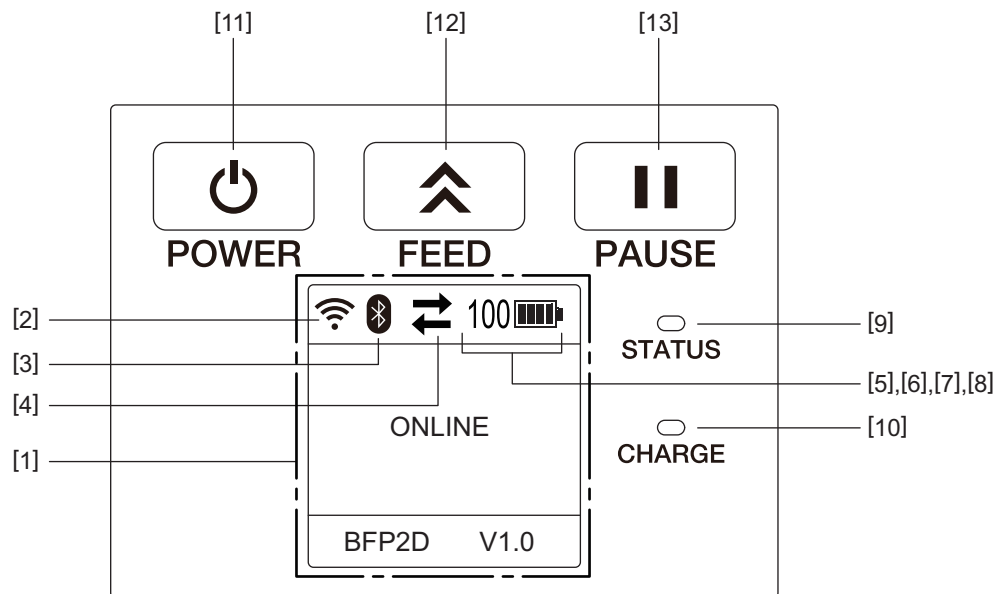 [11] [12] [13]
POWER FEED PAUSE
[2]
100
[9]
STATUS
[3]
[5],[6],[7],[8]
[4]
ONLINE
[10]
CHARGE
[1]
BFP2D V1.0